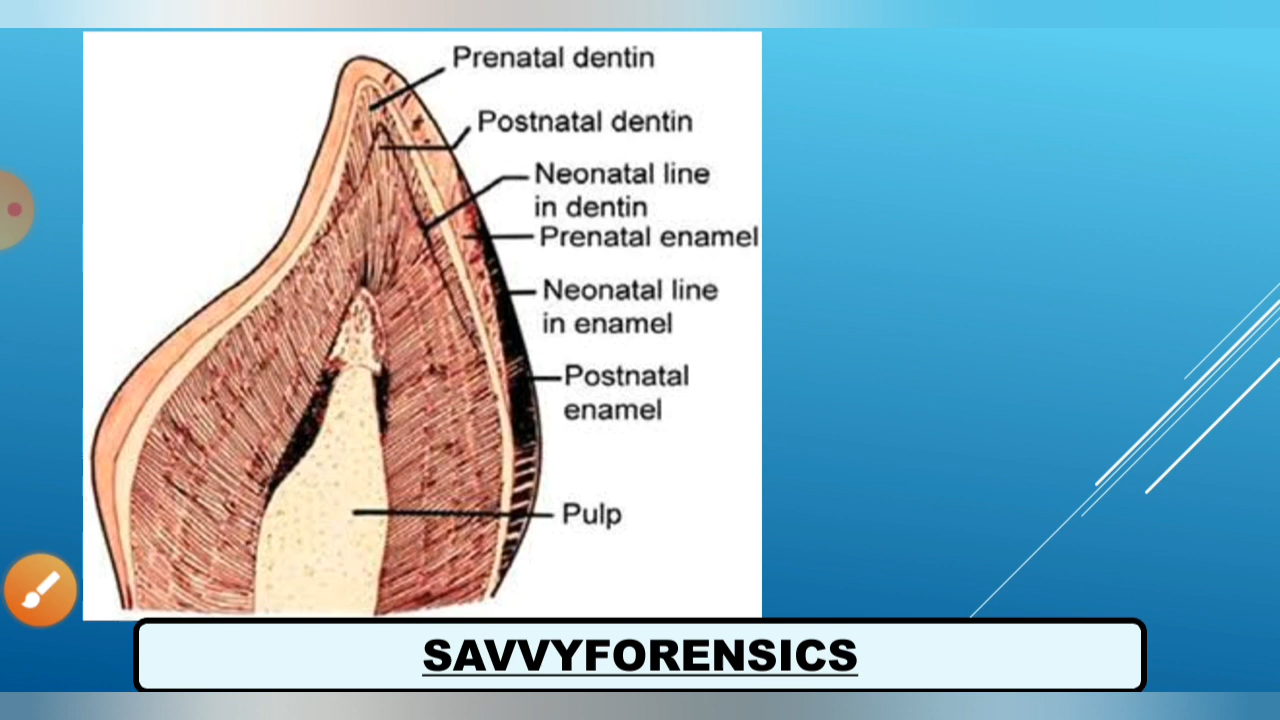 Prenatal dentin
Postnatal dentin
Neonatal line
in dentin
Prenatal enamel
Neonatal line
in enamel
Postnatal
enamel
Pulp
SAVVYFORENSICS